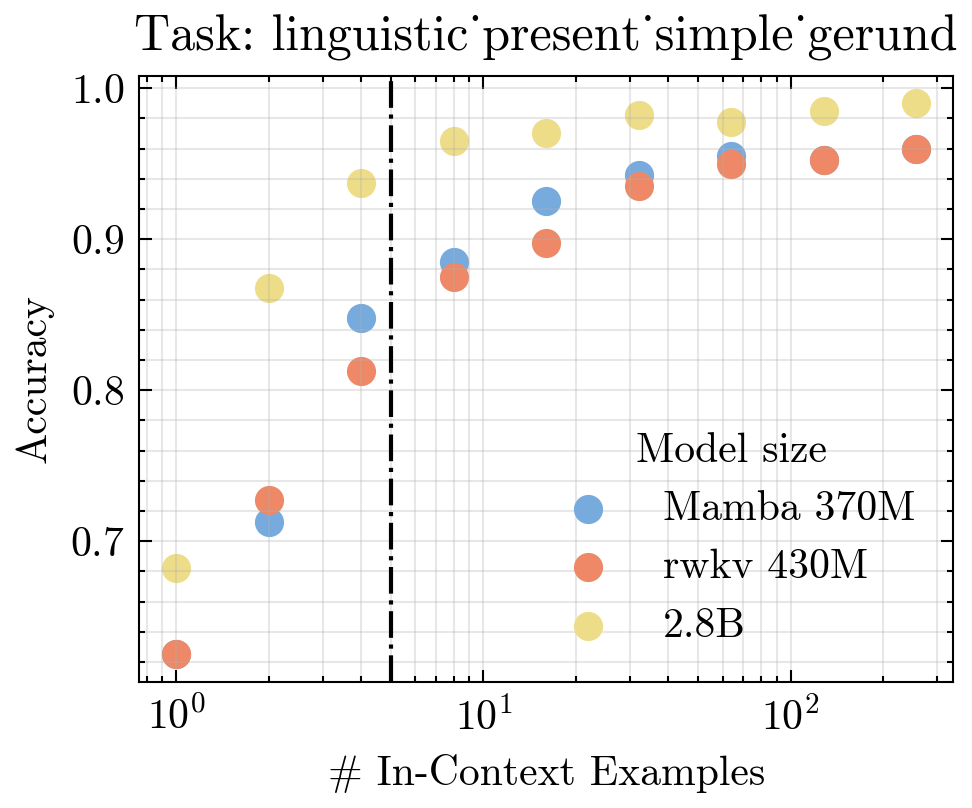 Task: linguistic ̇present ̇simple ̇gerund
1.0
0.9
0.8
0.7
Accuracy
Model size
Mamba 370M
rwkv 430M
2.8B
10⁰ 10¹ 10²
# In-Context Examples